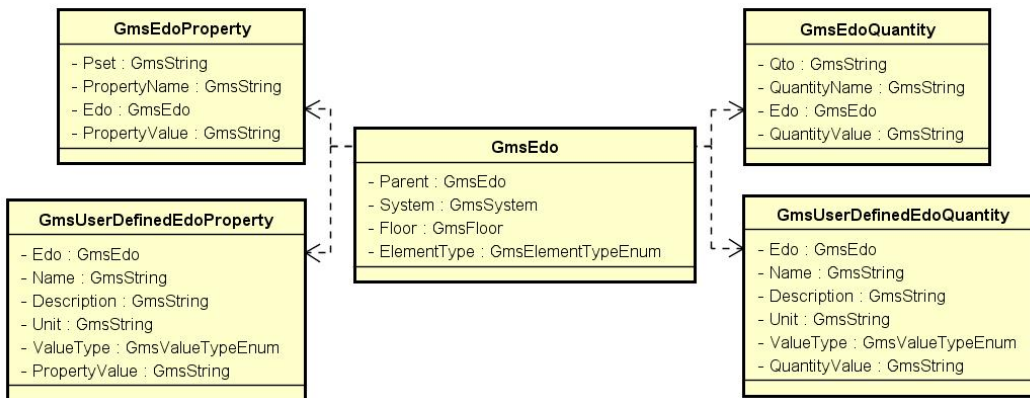 GmsEdoProperty
- Pset : GmsString
- PropertyName : GmsString
- Edo : GmsEdo
- PropertyValue : GmsString
GmsEdoQuantity
- Qto : GmsString
- QuantityName : GmsString
- Edo : GmsEdo
- QuantityValue : GmsString
GmsEdo
- Parent : GmsEdo
- System : GmsSystem
- Floor : GmsFloor
- ElementType : GmsElementTypeEnum
GmsUserDefinedEdoProperty
- Edo : GmsEdo
- Name : GmsString
- Description : GmsString
- Unit : GmsString
- ValueType : GmsValueTypeEnum
- PropertyValue : GmsString
GmsUserDefinedEdoQuantity
- Edo : GmsEdo
- Name : GmsString
- Description : GmsString
- Unit : GmsString
- ValueType : GmsValueTypeEnum
- QuantityValue : GmsString